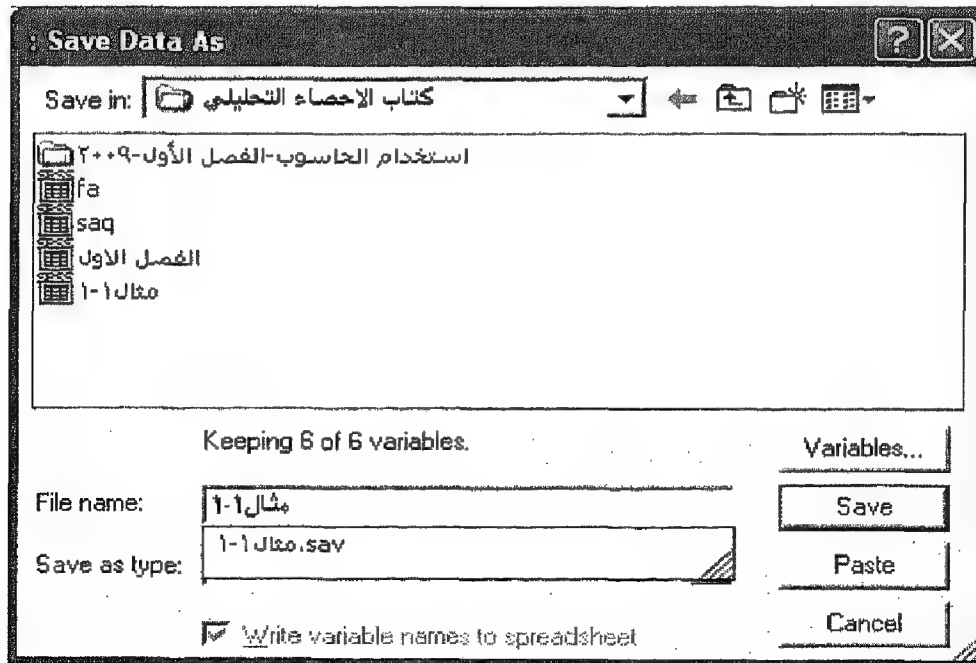 : Save Data As
Save in: كتاب الاحصاء التحليلي
استخدام الحاسوب-الفصل الأول-٢٠٠٩
fa
saq
الفصل الاول
مثال١-١
Keeping 6 of 6 variables.
Variables...
File name: مثال١-١
Save
مثال١-١.sav
Save as type:
Paste
Write variable names to spreadsheet
Cancel